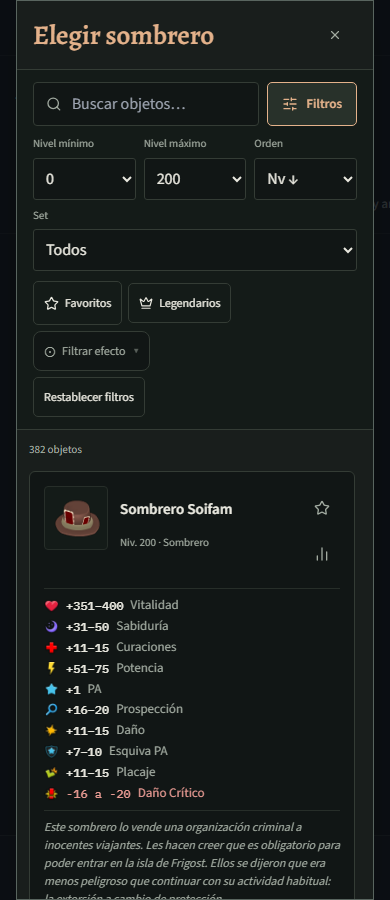 Elegir sombrero
×
Buscar objetos…
Filtros
Nivel mínimo
Nivel máximo
Orden
0
200
Nv ↓
Set
Todos
Favoritos
Legendarios
Filtrar efecto
Restablecer filtros
382 objetos
Sombrero Soifam
Niv. 200 · Sombrero
+351–400 Vitalidad
+31–50 Sabiduría
+11–15 Curaciones
+51–75 Potencia
+1 PA
+16–20 Prospección
+11–15 Daño
+7–10 Esquiva PA
+11–15 Placaje
-16 a -20 Daño Crítico
Este sombrero lo vende una organización criminal a
inocentes viajantes. Les hacen creer que es obligatorio para
poder entrar en la isla de Frigost. Ellos se dijeron que era
menos peligroso que continuar con su actividad habitual:
la extorsión a cambio de protección.